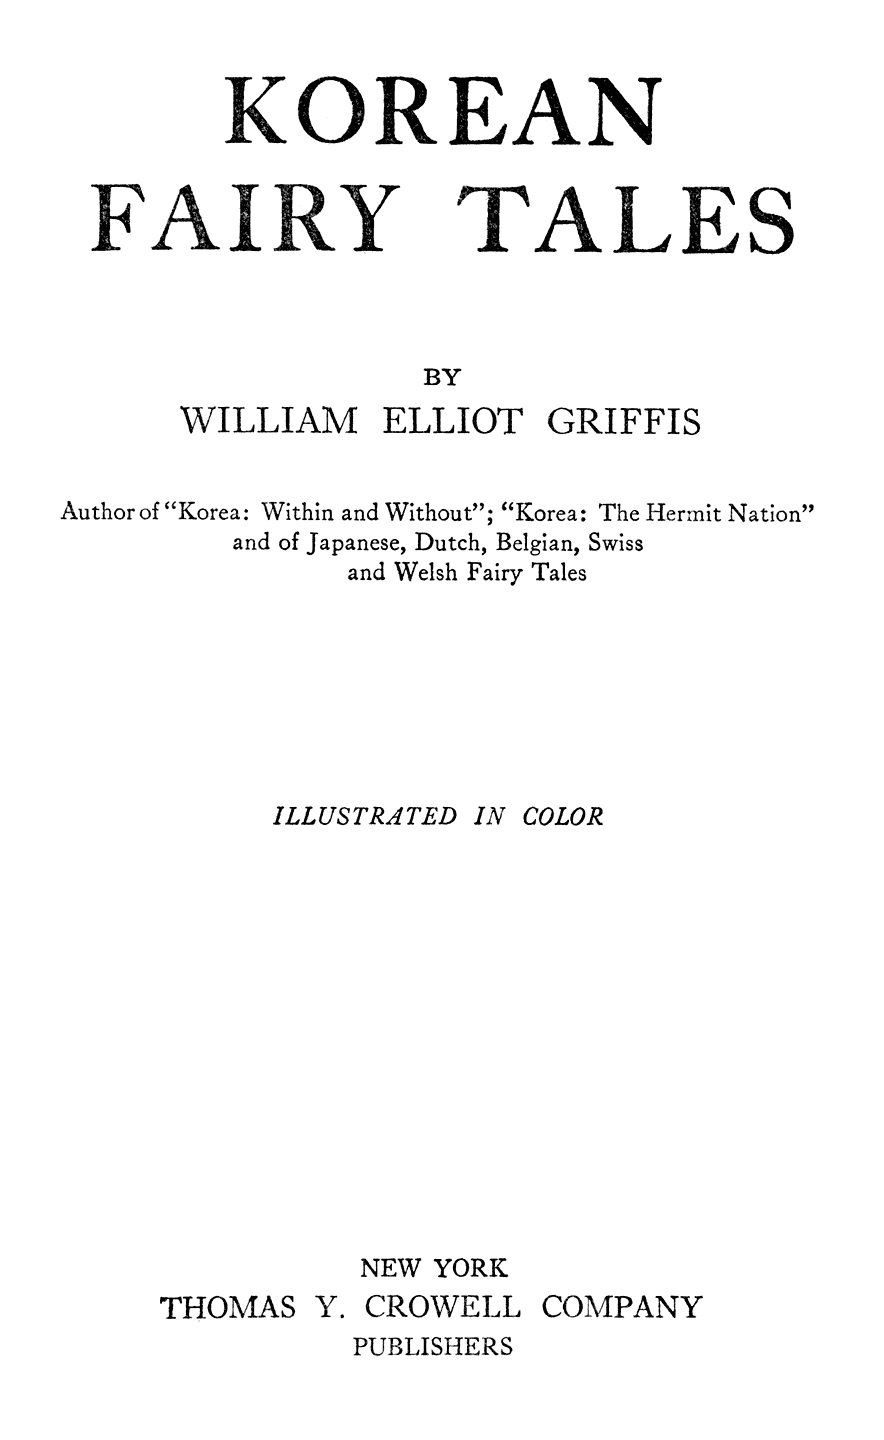 KOREAN
FAIRY TALES
BY
WILLIAM ELLIOT GRIFFIS
Author of “Korea: Within and Without”; “Korea: The Hermit Nation”
and of Japanese, Dutch, Belgian, Swiss
and Welsh Fairy Tales
ILLUSTRATED IN COLOR
NEW YORK
THOMAS Y. CROWELL COMPANY
PUBLISHERS